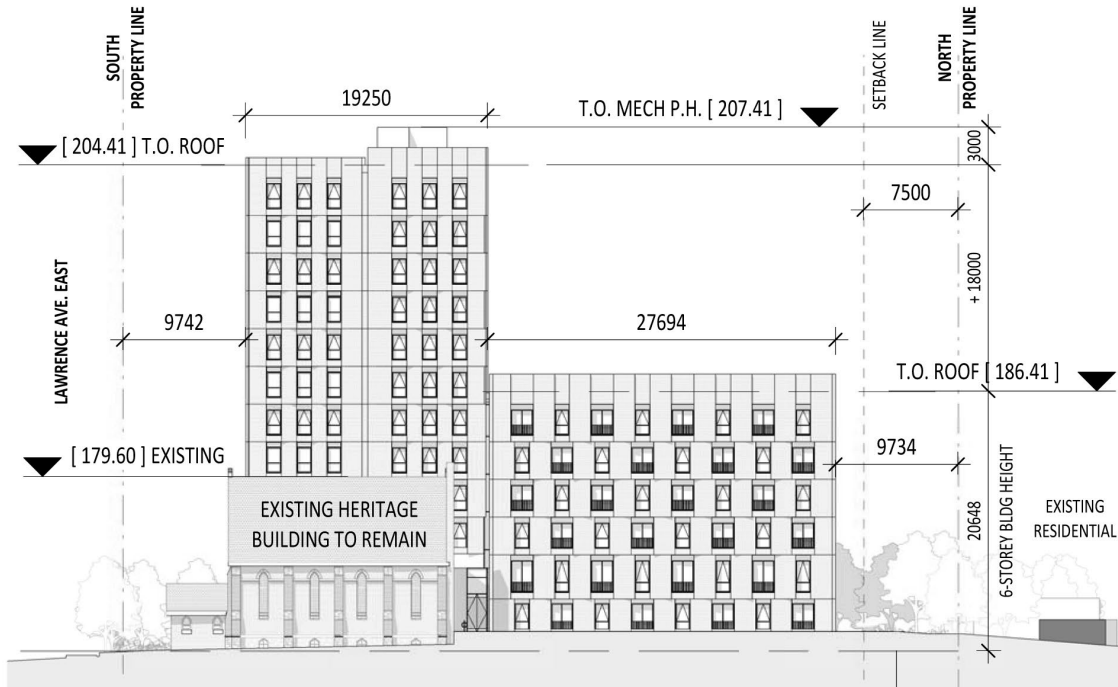 SOUTH
PROPERTY LINE
SETBACK LINE
NORTH
PROPERTY LINE
19250
T.O. MECH P.H. [ 207.41 ]
[ 204.41 ] T.O. ROOF
3000
7500
+18000
LAWRENCE AVE. EAST
9742
27694
T.O. ROOF [ 186.41 ]
[ 179.60 ] EXISTING
9734
EXISTING HERITAGE
BUILDING TO REMAIN
20648
6-STOREY BLDG HEIGHT
EXISTING
RESIDENTIAL